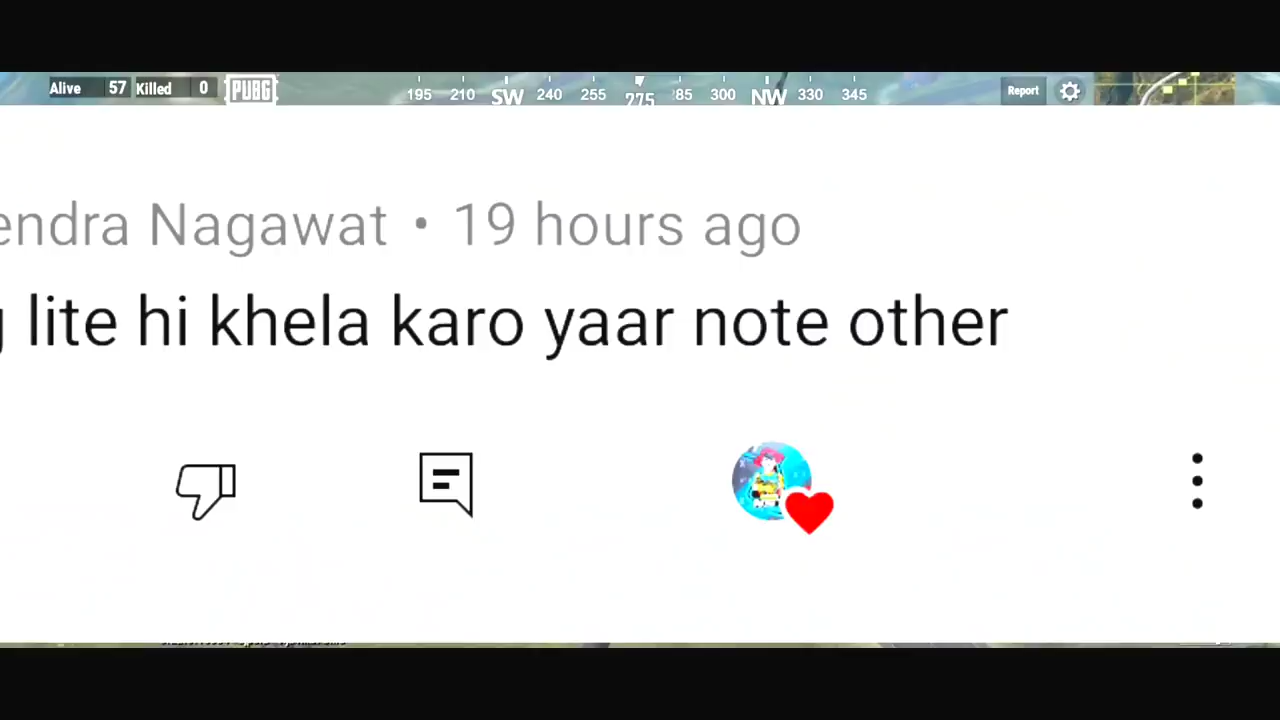 Alive 57 Killed 0 PUBG 195 210 SW 240 255 275 285 300 NW 330 345 Report
endra Nagawat • 19 hours ago
lite hi khela karo yaar note other